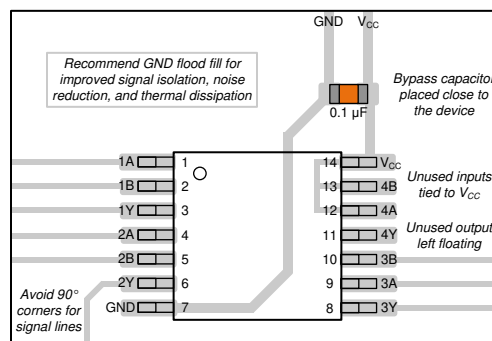 GND VCC
Recommend GND flood fill for
improved signal isolation, noise
reduction, and thermal dissipation
Bypass capacitor
placed close to
the device
0.1 µF
1A 1 14 VCC
Unused inputs
tied to VCC
1B 2 13 4B
1Y 3 12 4A
2A 4 11 4Y
Unused output
left floating
2B 5 10 3B
2Y 6 9 3A
Avoid 90°
corners for
signal lines
GND 7 8 3Y